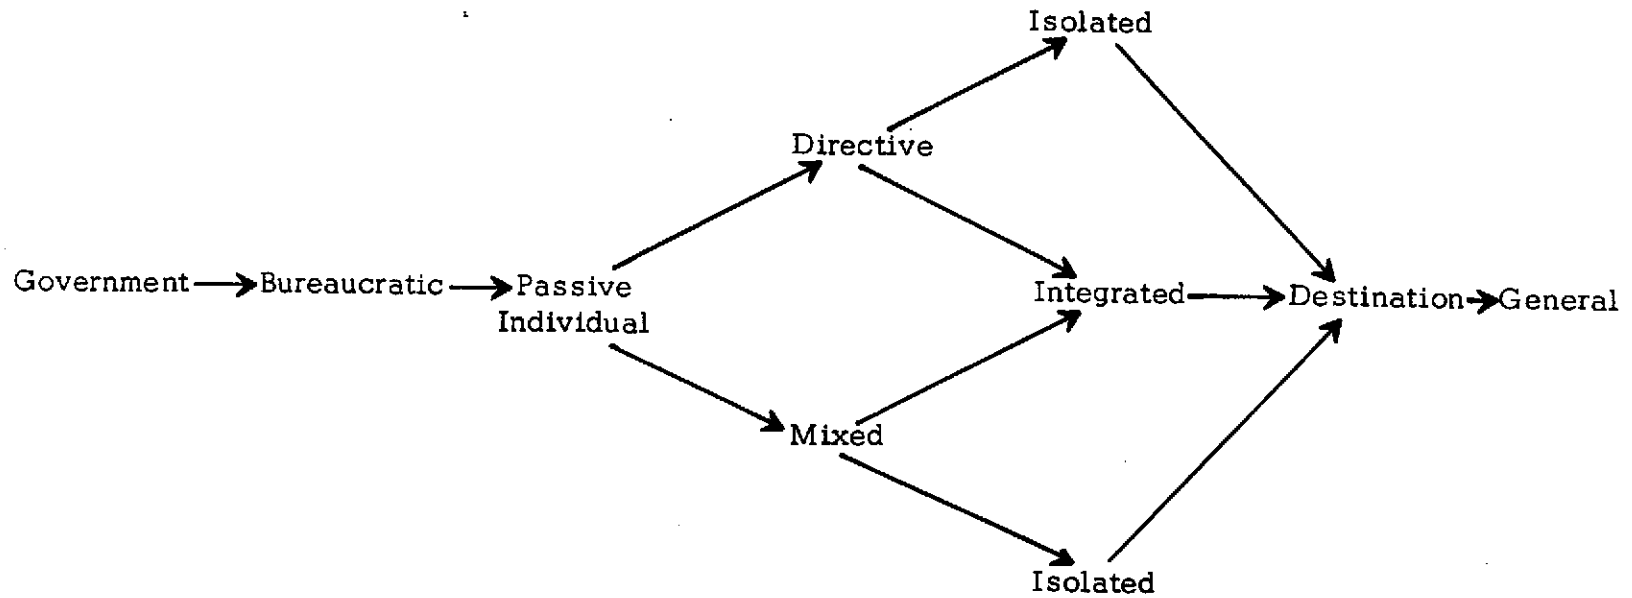 Isolated
Directive
Government Bureaucratic Passive Individual Integrated Destination General
Mixed
Isolated